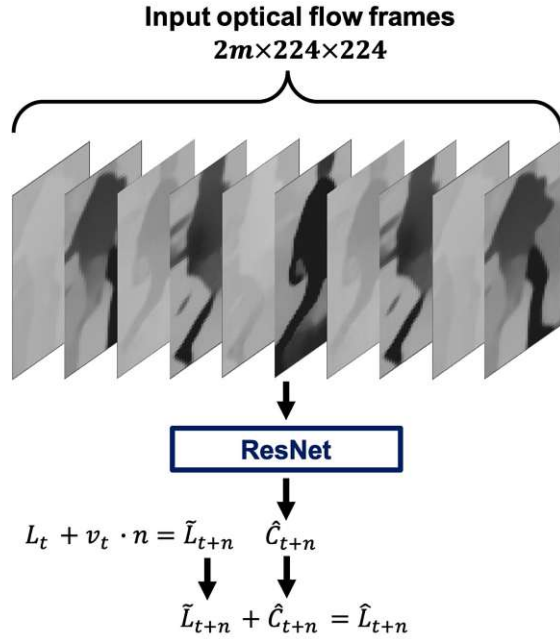 Input optical flow frames
2m×224×224
ResNet
L_t + v_t · n = L̃_{t+n} Ĉ_{t+n}
L̃_{t+n} + Ĉ_{t+n} = L̂_{t+n}